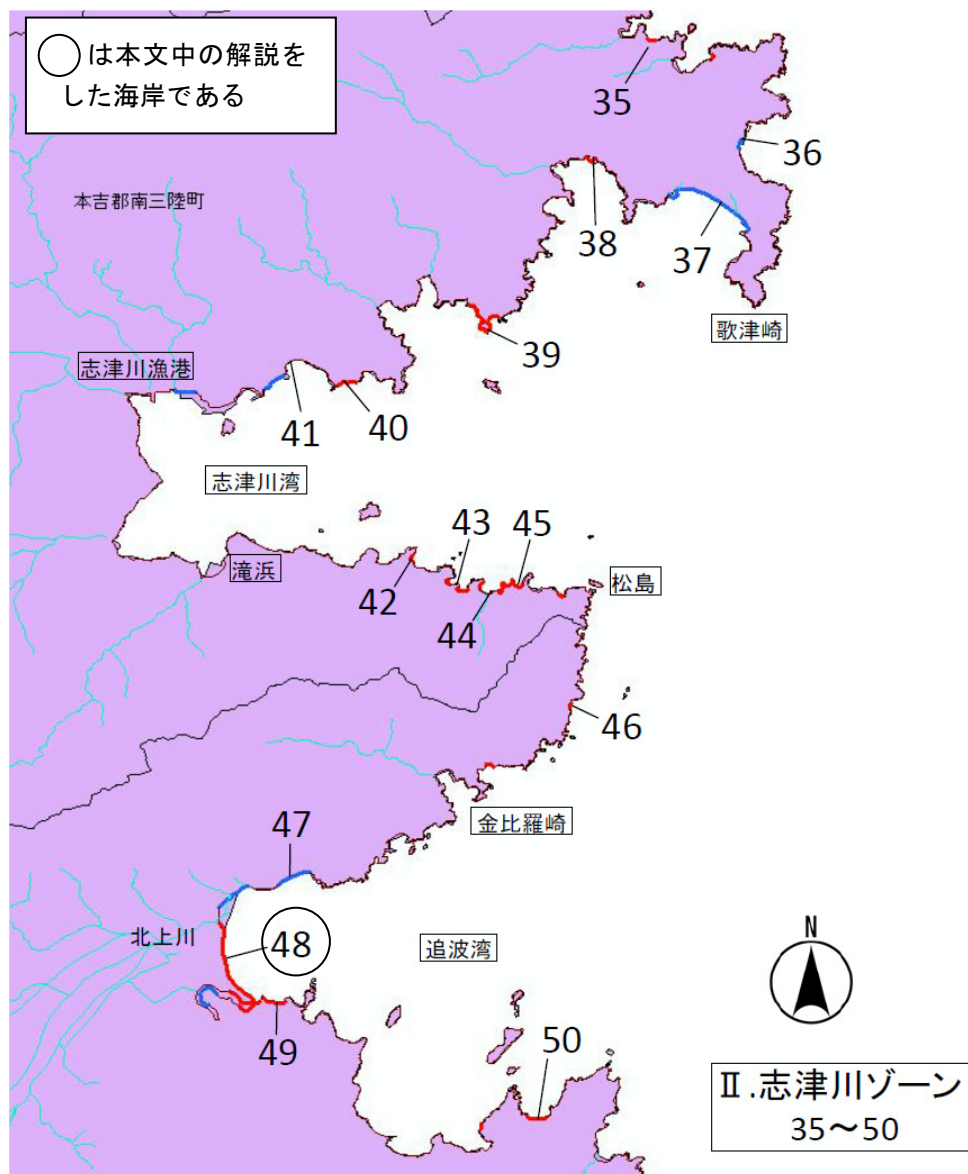 ◯は本文中の解説を
した海岸である
35
36
本吉郡南三陸町
38
37
39
歌津崎
志津川漁港
41
40
志津川湾
43
45
滝浜
42
松島
44
46
金比羅崎
47
北上川
48
追波湾
N
49
50
Ⅱ.志津川ゾーン
35～50